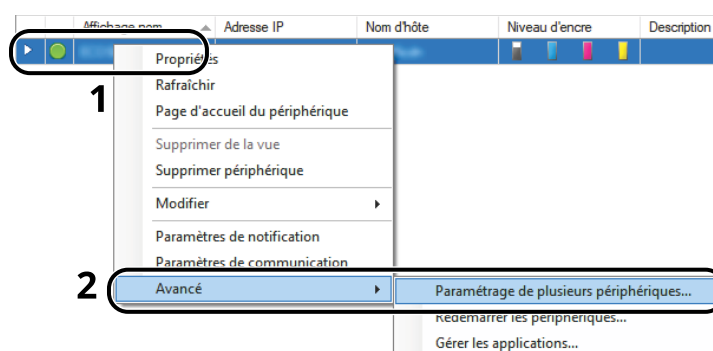 Affichage nom Adresse IP Nom d'hôte Niveau d'encre Description
1
Propriétés
Rafraîchir
Page d'accueil du périphérique
Supprimer de la vue
Supprimer périphérique
Modifier
Paramètres de notification
Paramètres de communication
2
Avancé
Paramétrage de plusieurs périphériques...
Redémarrer les périphériques...
Gérer les applications...